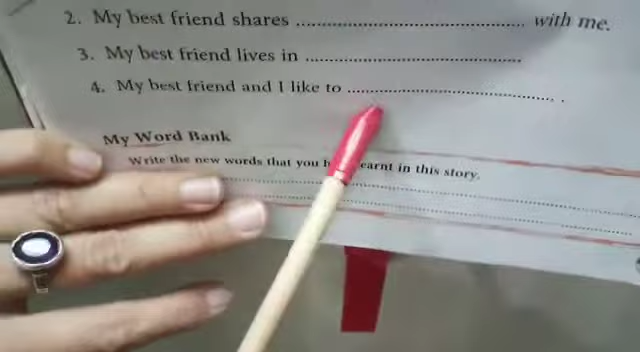 2. My best friend shares ........................................ with me.
3. My best friend lives in ........................................
4. My best friend and I like to ........................................ .
My Word Bank
Write the new words that you h earnt in this story.